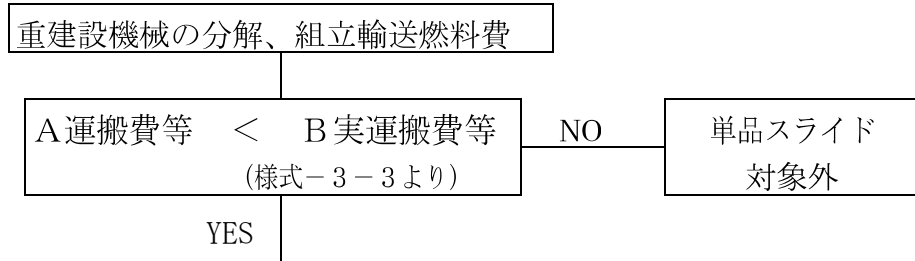 重建設機械の分解、組立輸送燃料費
A運搬費等　＜　B実運搬費等
(様式－３－３より)
NO
単品スライド
対象外
YES